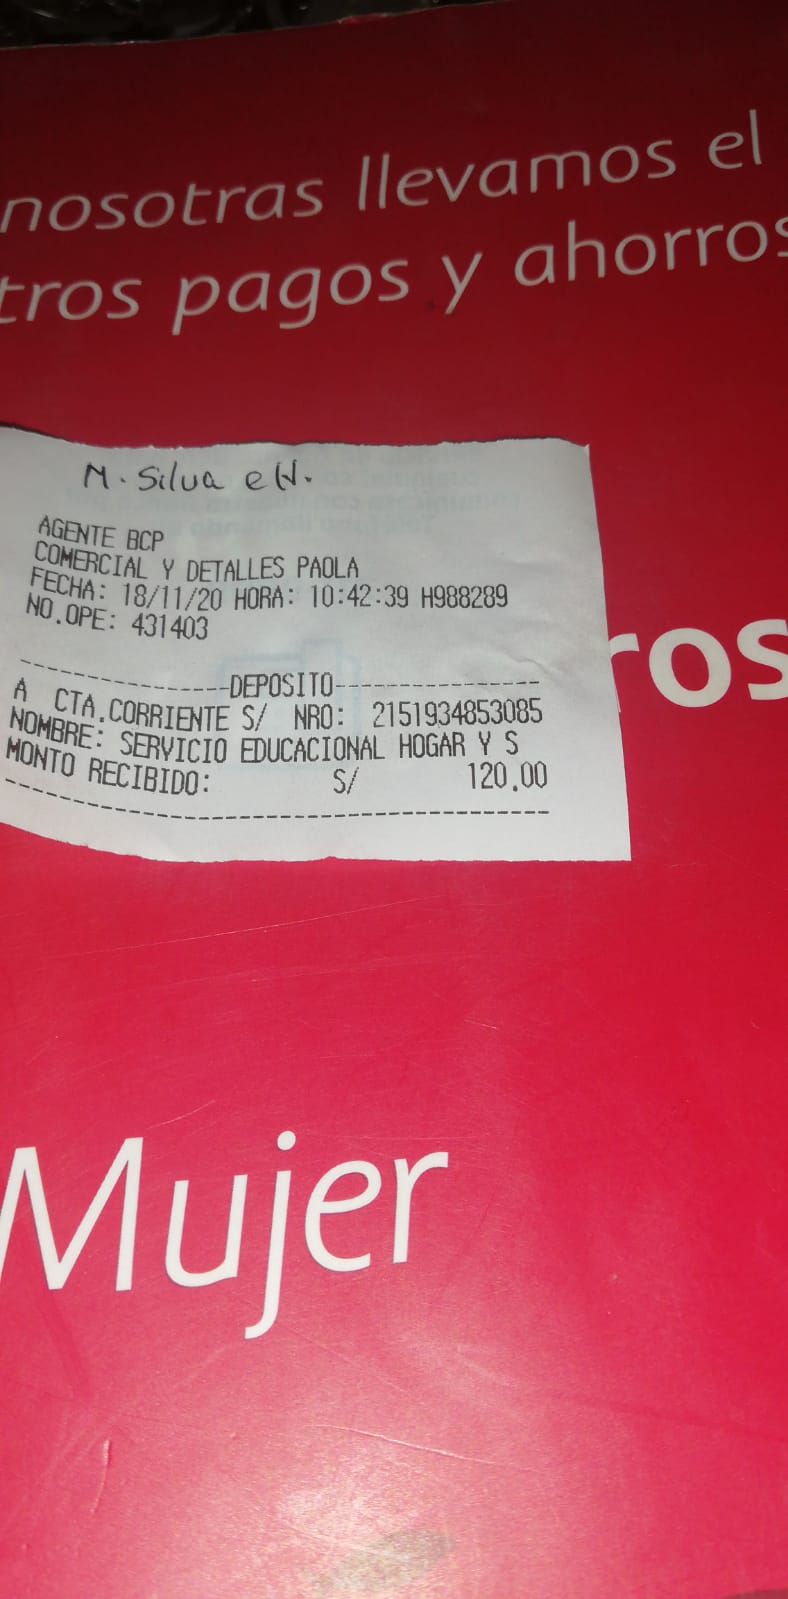 nosotras llevamos el
tros pagos y ahorros
M. Silva e H.
AGENTE BCP
COMERCIAL Y DETALLES PAOLA
FECHA: 18/11/20 HORA: 10:42:39 H988289
NO.OPE: 431403
ros
-----------------DEPOSITO-----------------
A CTA.CORRIENTE S/ NRO: 2151934853085
NOMBRE: SERVICIO EDUCACIONAL HOGAR Y S
MONTO RECIBIDO: S/ 120.00
Mujer